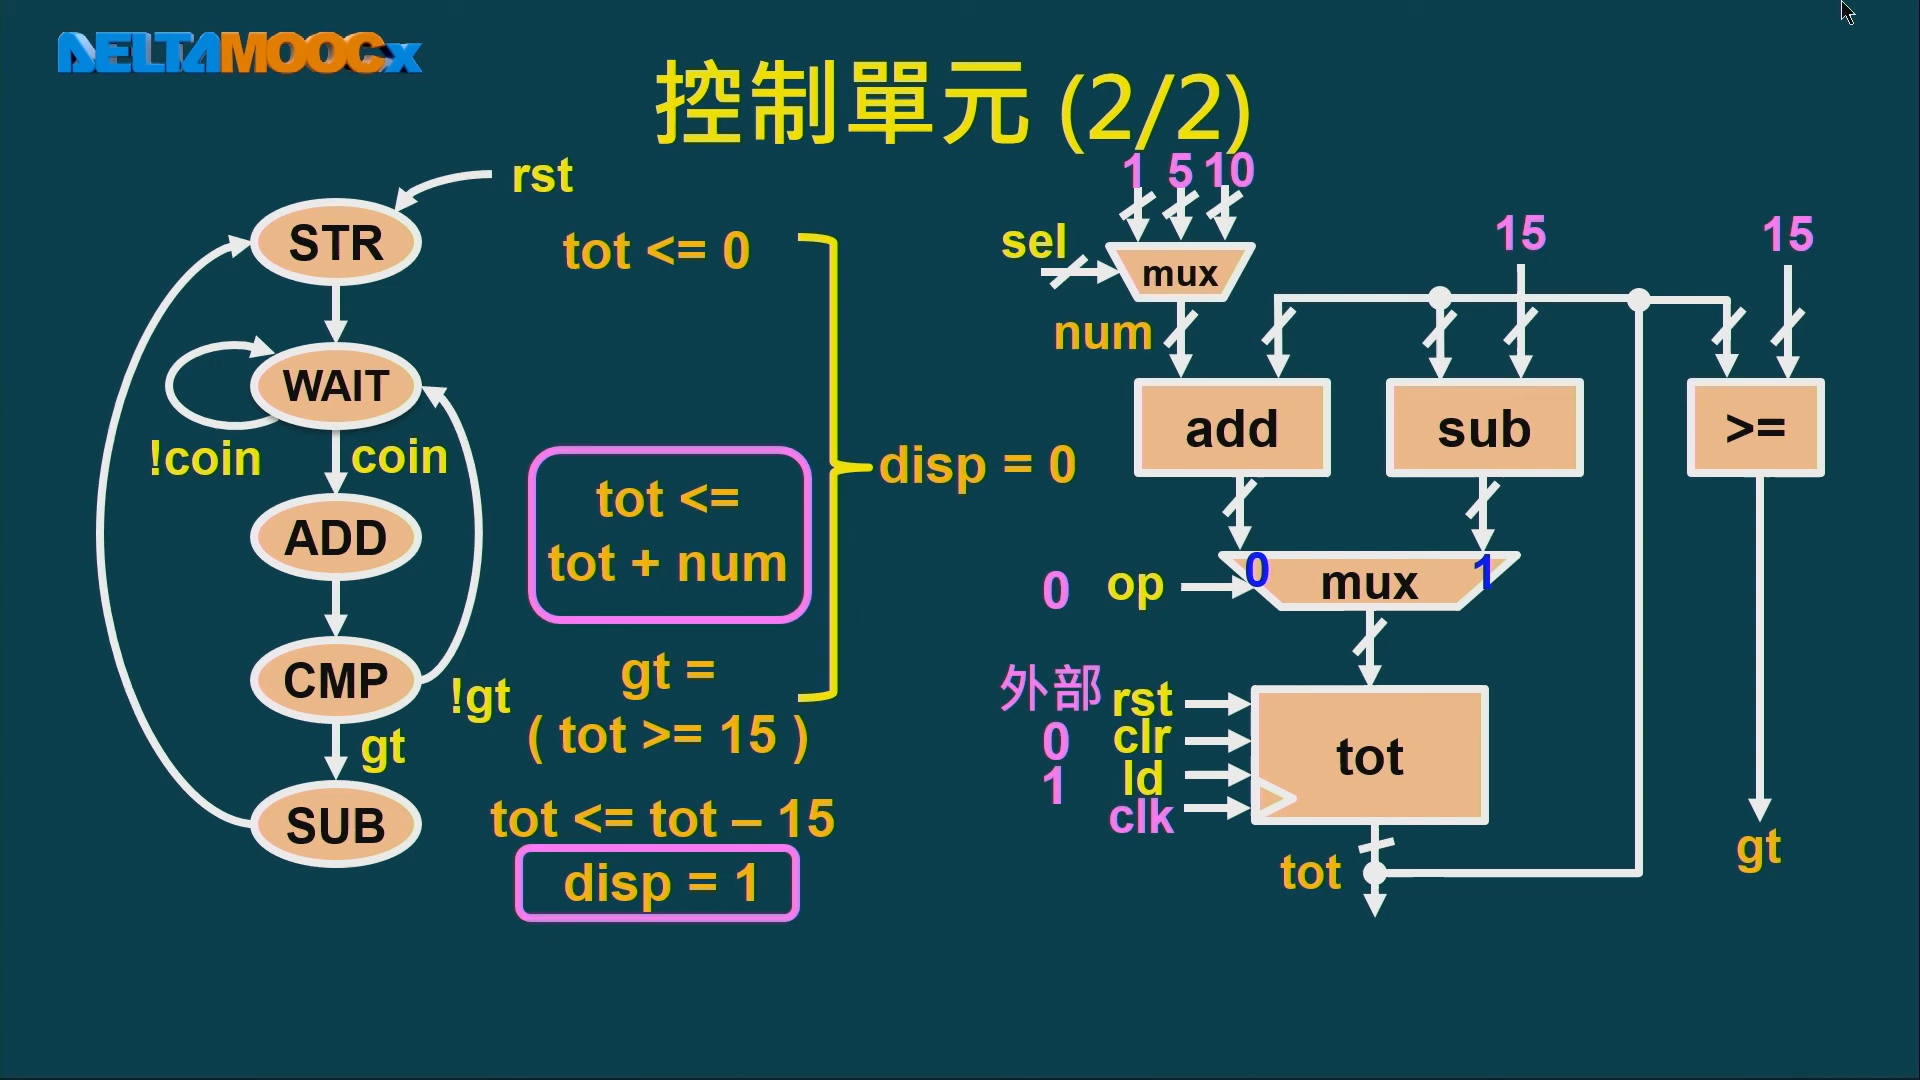 DELTAMOOCx
控制單元 (2/2)
rst
STR
WAIT
!coin
coin
ADD
CMP
!gt
gt
SUB
tot <= 0
tot <=
tot + num
gt =
( tot >= 15 )
tot <= tot – 15
disp = 1
disp = 0
1 5 10
sel
mux
num
15
15
add
sub
>=
0 op
0
mux
1
外部 rst
0 clr
1 ld
clk
tot
tot
gt